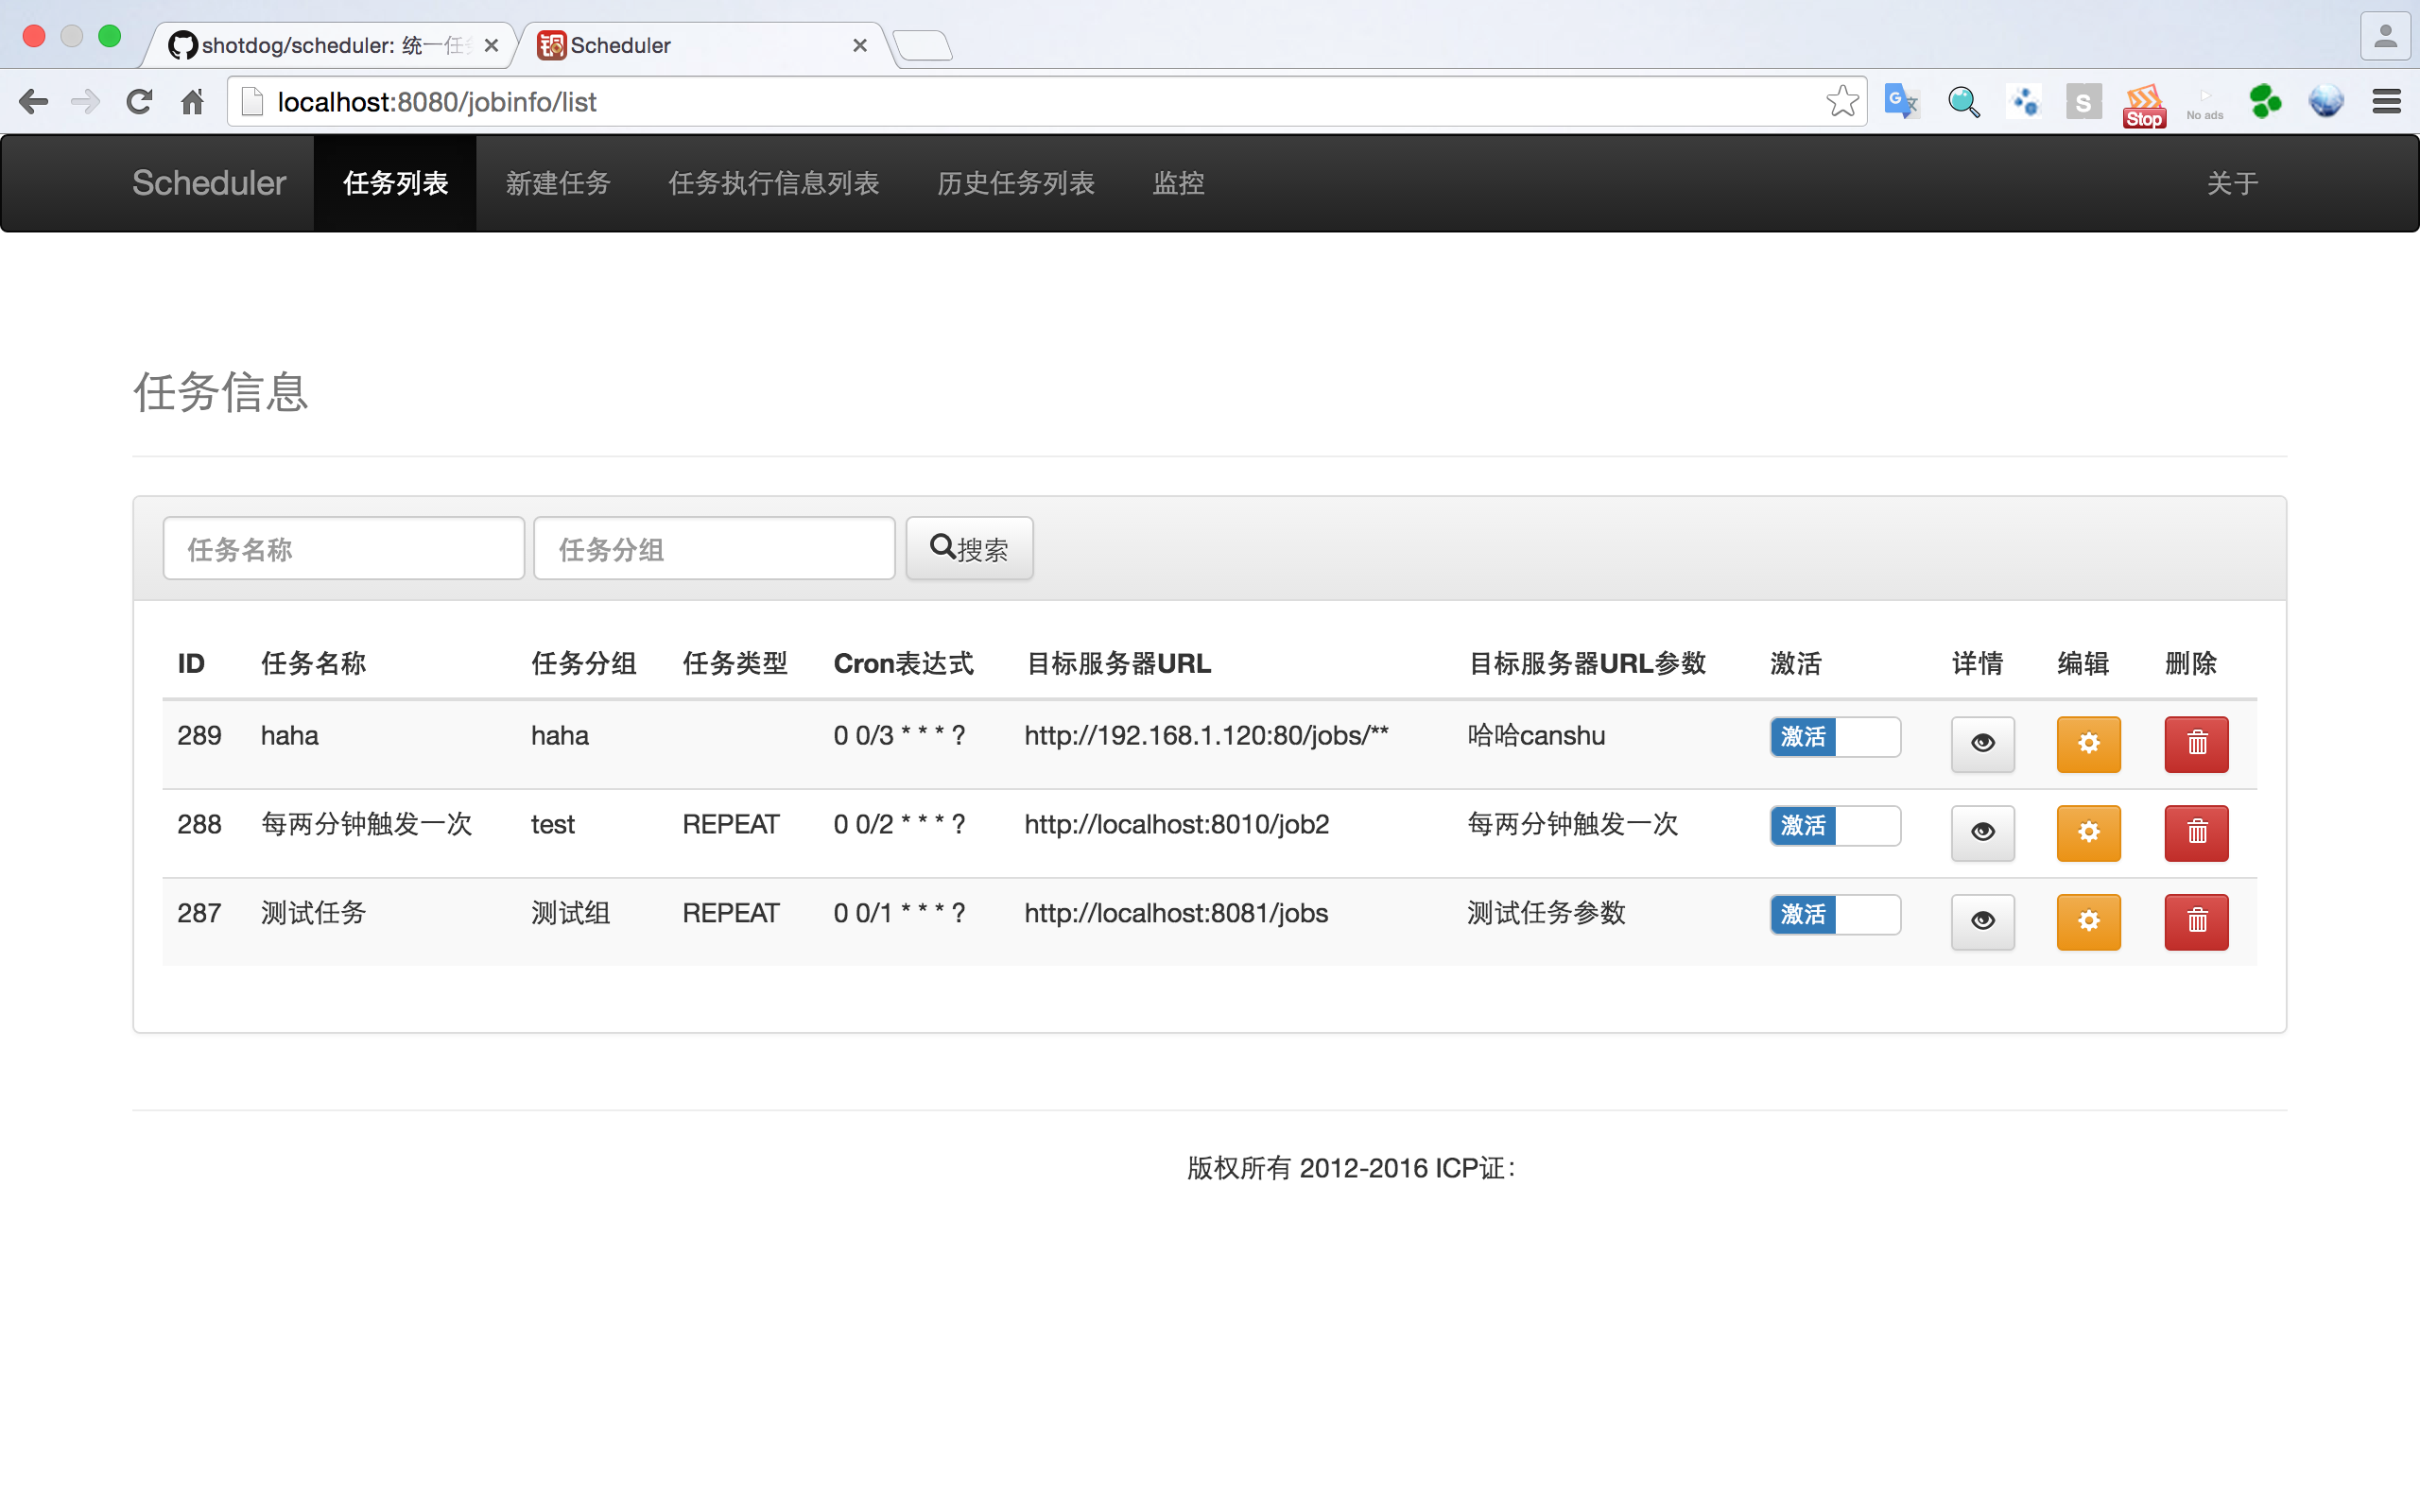 shotdog/scheduler: 统一任
Scheduler
localhost:8080/jobinfo/list
S
Stop
No ads
Scheduler 任务列表 新建任务 任务执行信息列表 历史任务列表 监控 关于
任务信息
任务名称 任务分组 搜索
ID 任务名称 任务分组 任务类型 Cron表达式 目标服务器URL 目标服务器URL参数 激活 详情 编辑 删除
289 haha haha 0 0/3 * * * ? http://192.168.1.120:80/jobs/** 哈哈canshu 激活
288 每两分钟触发一次 test REPEAT 0 0/2 * * * ? http://localhost:8010/job2 每两分钟触发一次 激活
287 测试任务 测试组 REPEAT 0 0/1 * * * ? http://localhost:8081/jobs 测试任务参数 激活
版权所有 2012-2016 ICP证：